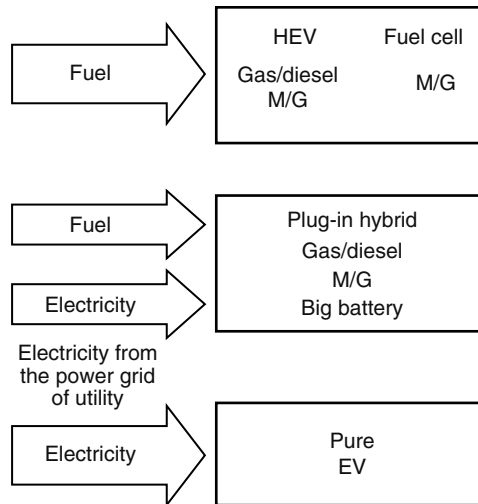 Fuel
HEV
Fuel cell
Gas/diesel
M/G
M/G
Fuel
Electricity
Plug-in hybrid
Gas/diesel
M/G
Big battery
Electricity from
the power grid
of utility
Electricity
Pure
EV